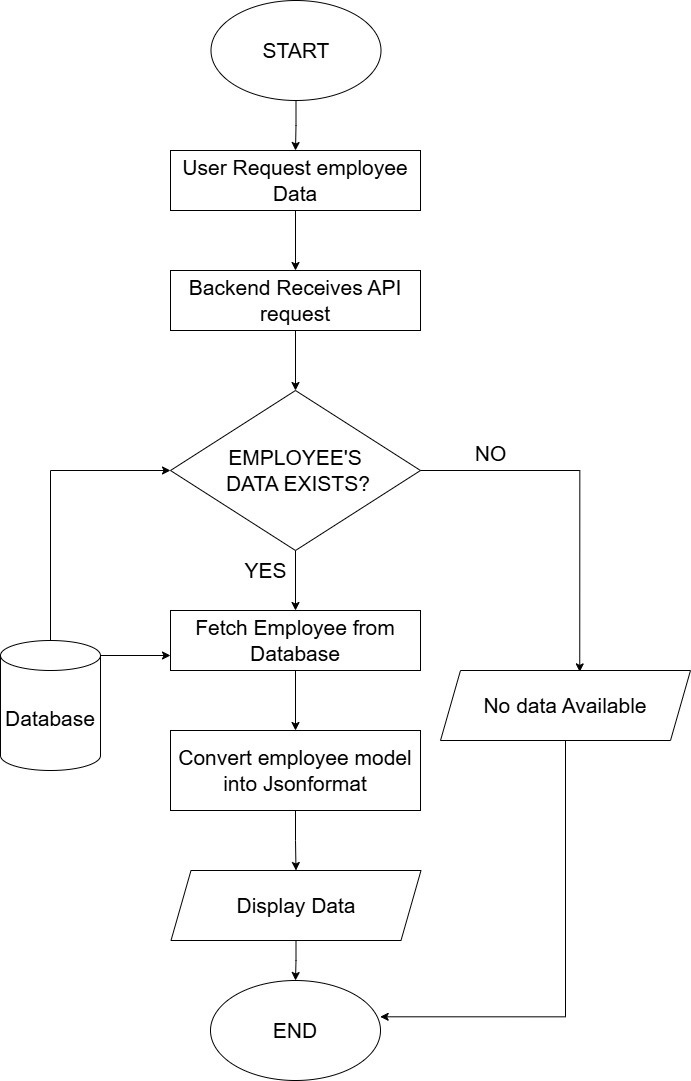 START
User Request employee
Data
Backend Receives API
request
EMPLOYEE'S
DATA EXISTS?
NO
YES
Fetch Employee from
Database
Database
No data Available
Convert employee model
into Jsonformat
Display Data
END